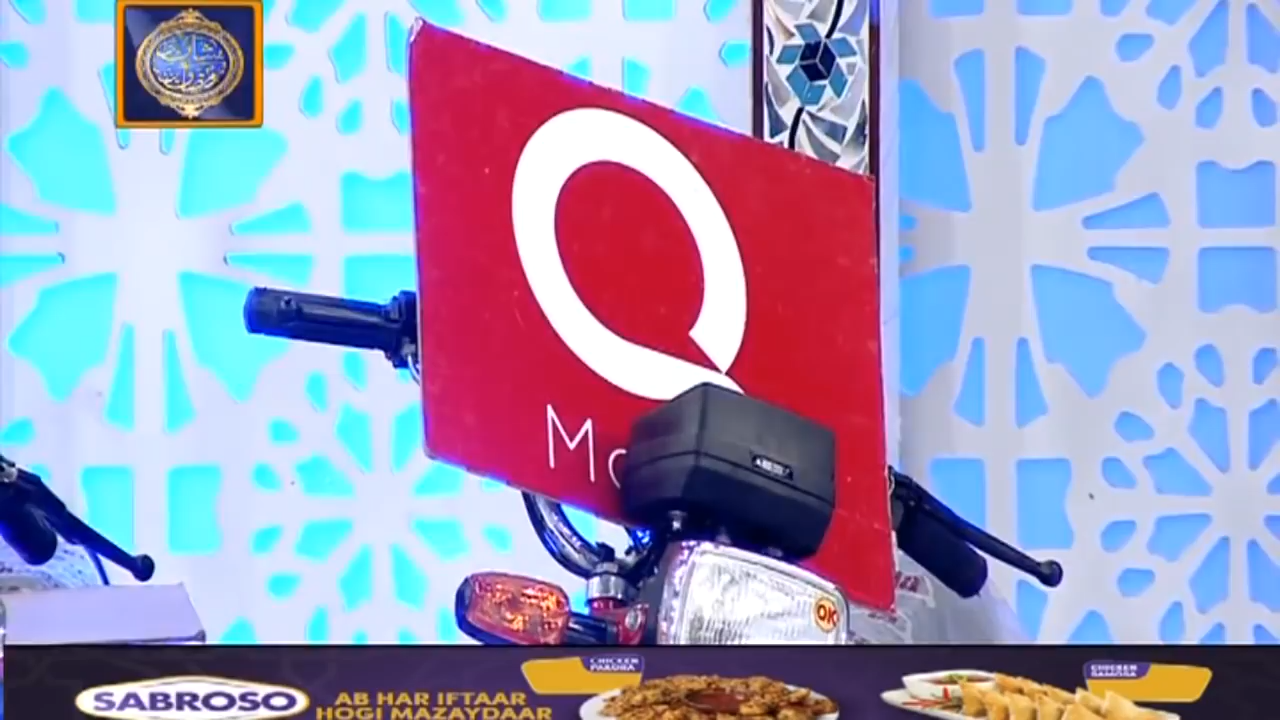 Q
Mo
OK
SABROSO
AB HAR IFTAAR
HOGI MAZAYDAAR
CHICKEN
PAKORA
CHICKEN
SAMOSA